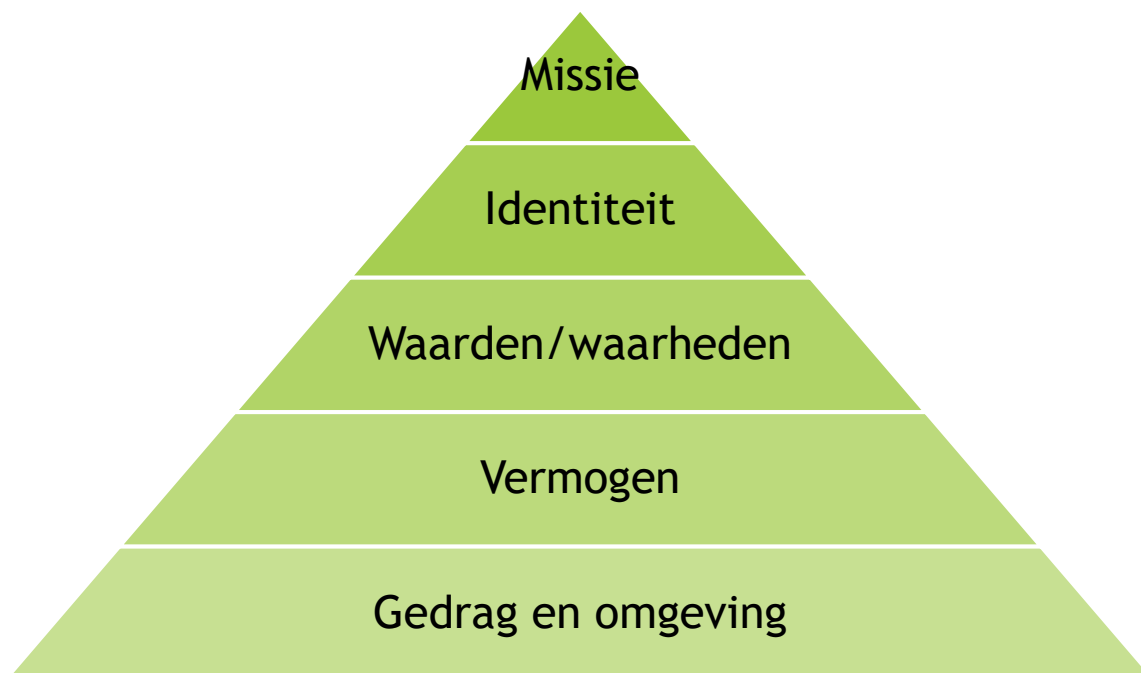 Missie
Identiteit
Waarden/waarheden
Vermogen
Gedrag en omgeving